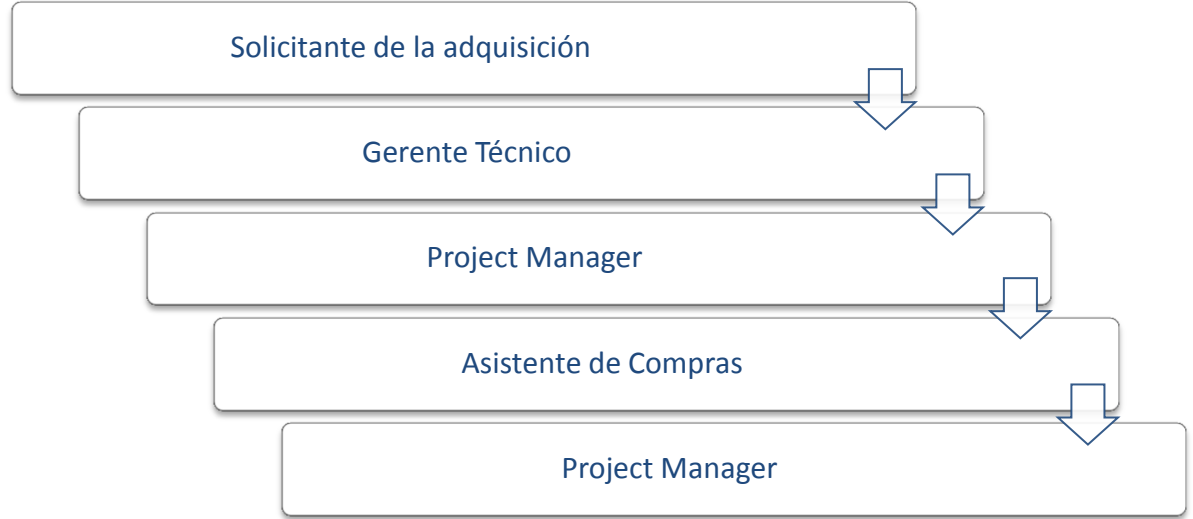 Solicitante de la adquisición
Gerente Técnico
Project Manager
Asistente de Compras
Project Manager